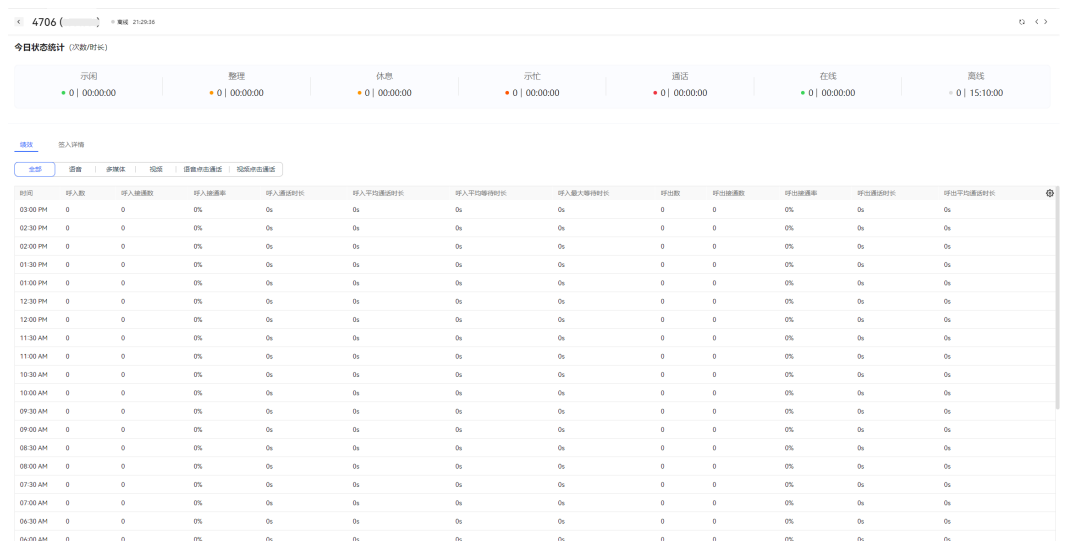 4706 ( ) 离线 21:29:36
今日状态统计 (次数/时长)
示闲 整理 休息 示忙 通话 在线 离线
0 | 00:00:00 0 | 00:00:00 0 | 00:00:00 0 | 00:00:00 0 | 00:00:00 0 | 00:00:00 0 | 15:10:00
绩效 签入详情
全部 语音 多媒体 视频 语音点击通话 视频点击通话
时间 呼入数 呼入接通数 呼入接通率 呼入通话时长 呼入平均通话时长 呼入平均等待时长 呼入最大等待时长 呼出数 呼出接通数 呼出接通率 呼出通话时长 呼出平均通话时长
03:00 PM 0 0 0% 0s 0s 0s 0s 0 0 0% 0s 0s
02:30 PM 0 0 0% 0s 0s 0s 0s 0 0 0% 0s 0s
02:00 PM 0 0 0% 0s 0s 0s 0s 0 0 0% 0s 0s
01:30 PM 0 0 0% 0s 0s 0s 0s 0 0 0% 0s 0s
01:00 PM 0 0 0% 0s 0s 0s 0s 0 0 0% 0s 0s
12:30 PM 0 0 0% 0s 0s 0s 0s 0 0 0% 0s 0s
12:00 PM 0 0 0% 0s 0s 0s 0s 0 0 0% 0s 0s
11:30 AM 0 0 0% 0s 0s 0s 0s 0 0 0% 0s 0s
11:00 AM 0 0 0% 0s 0s 0s 0s 0 0 0% 0s 0s
10:30 AM 0 0 0% 0s 0s 0s 0s 0 0 0% 0s 0s
10:00 AM 0 0 0% 0s 0s 0s 0s 0 0 0% 0s 0s
09:30 AM 0 0 0% 0s 0s 0s 0s 0 0 0% 0s 0s
09:00 AM 0 0 0% 0s 0s 0s 0s 0 0 0% 0s 0s
08:30 AM 0 0 0% 0s 0s 0s 0s 0 0 0% 0s 0s
08:00 AM 0 0 0% 0s 0s 0s 0s 0 0 0% 0s 0s
07:30 AM 0 0 0% 0s 0s 0s 0s 0 0 0% 0s 0s
07:00 AM 0 0 0% 0s 0s 0s 0s 0 0 0% 0s 0s
06:30 AM 0 0 0% 0s 0s 0s 0s 0 0 0% 0s 0s
06:00 AM 0 0 0% 0s 0s 0s 0s 0 0 0% 0s 0s